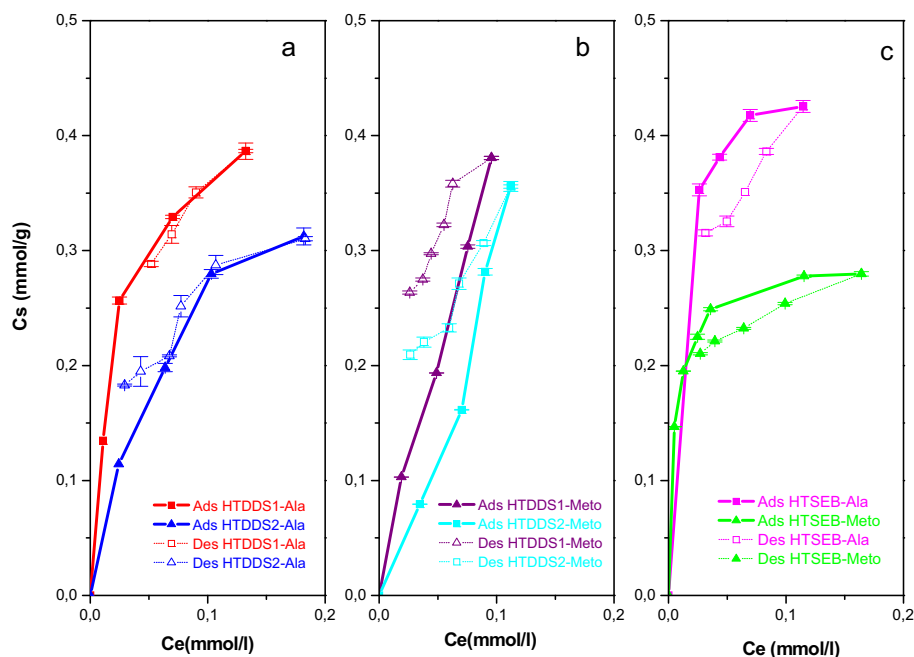 a
b
c
Cs (mmol/g)
0,5
0,4
0,3
0,2
0,1
0,0
0,5
0,4
0,3
0,2
0,1
0,0
0,5
0,4
0,3
0,2
0,1
0,0
Ads HTDDS1-Ala
Ads HTDDS2-Ala
Des HTDDS1-Ala
Des HTDDS2-Ala
Ads HTDDS1-Meto
Ads HTDDS2-Meto
Des HTDDS1-Meto
Des HTDDS2-Meto
Ads HTSEB-Ala
Ads HTSEB-Meto
Des HTSEB-Ala
Des HTSEB-Meto
0,0 0,1 0,2
0,0 0,1 0,2
0,0 0,1 0,2
Ce(mmol/l)
Ce(mmol/l)
Ce (mmol/l)